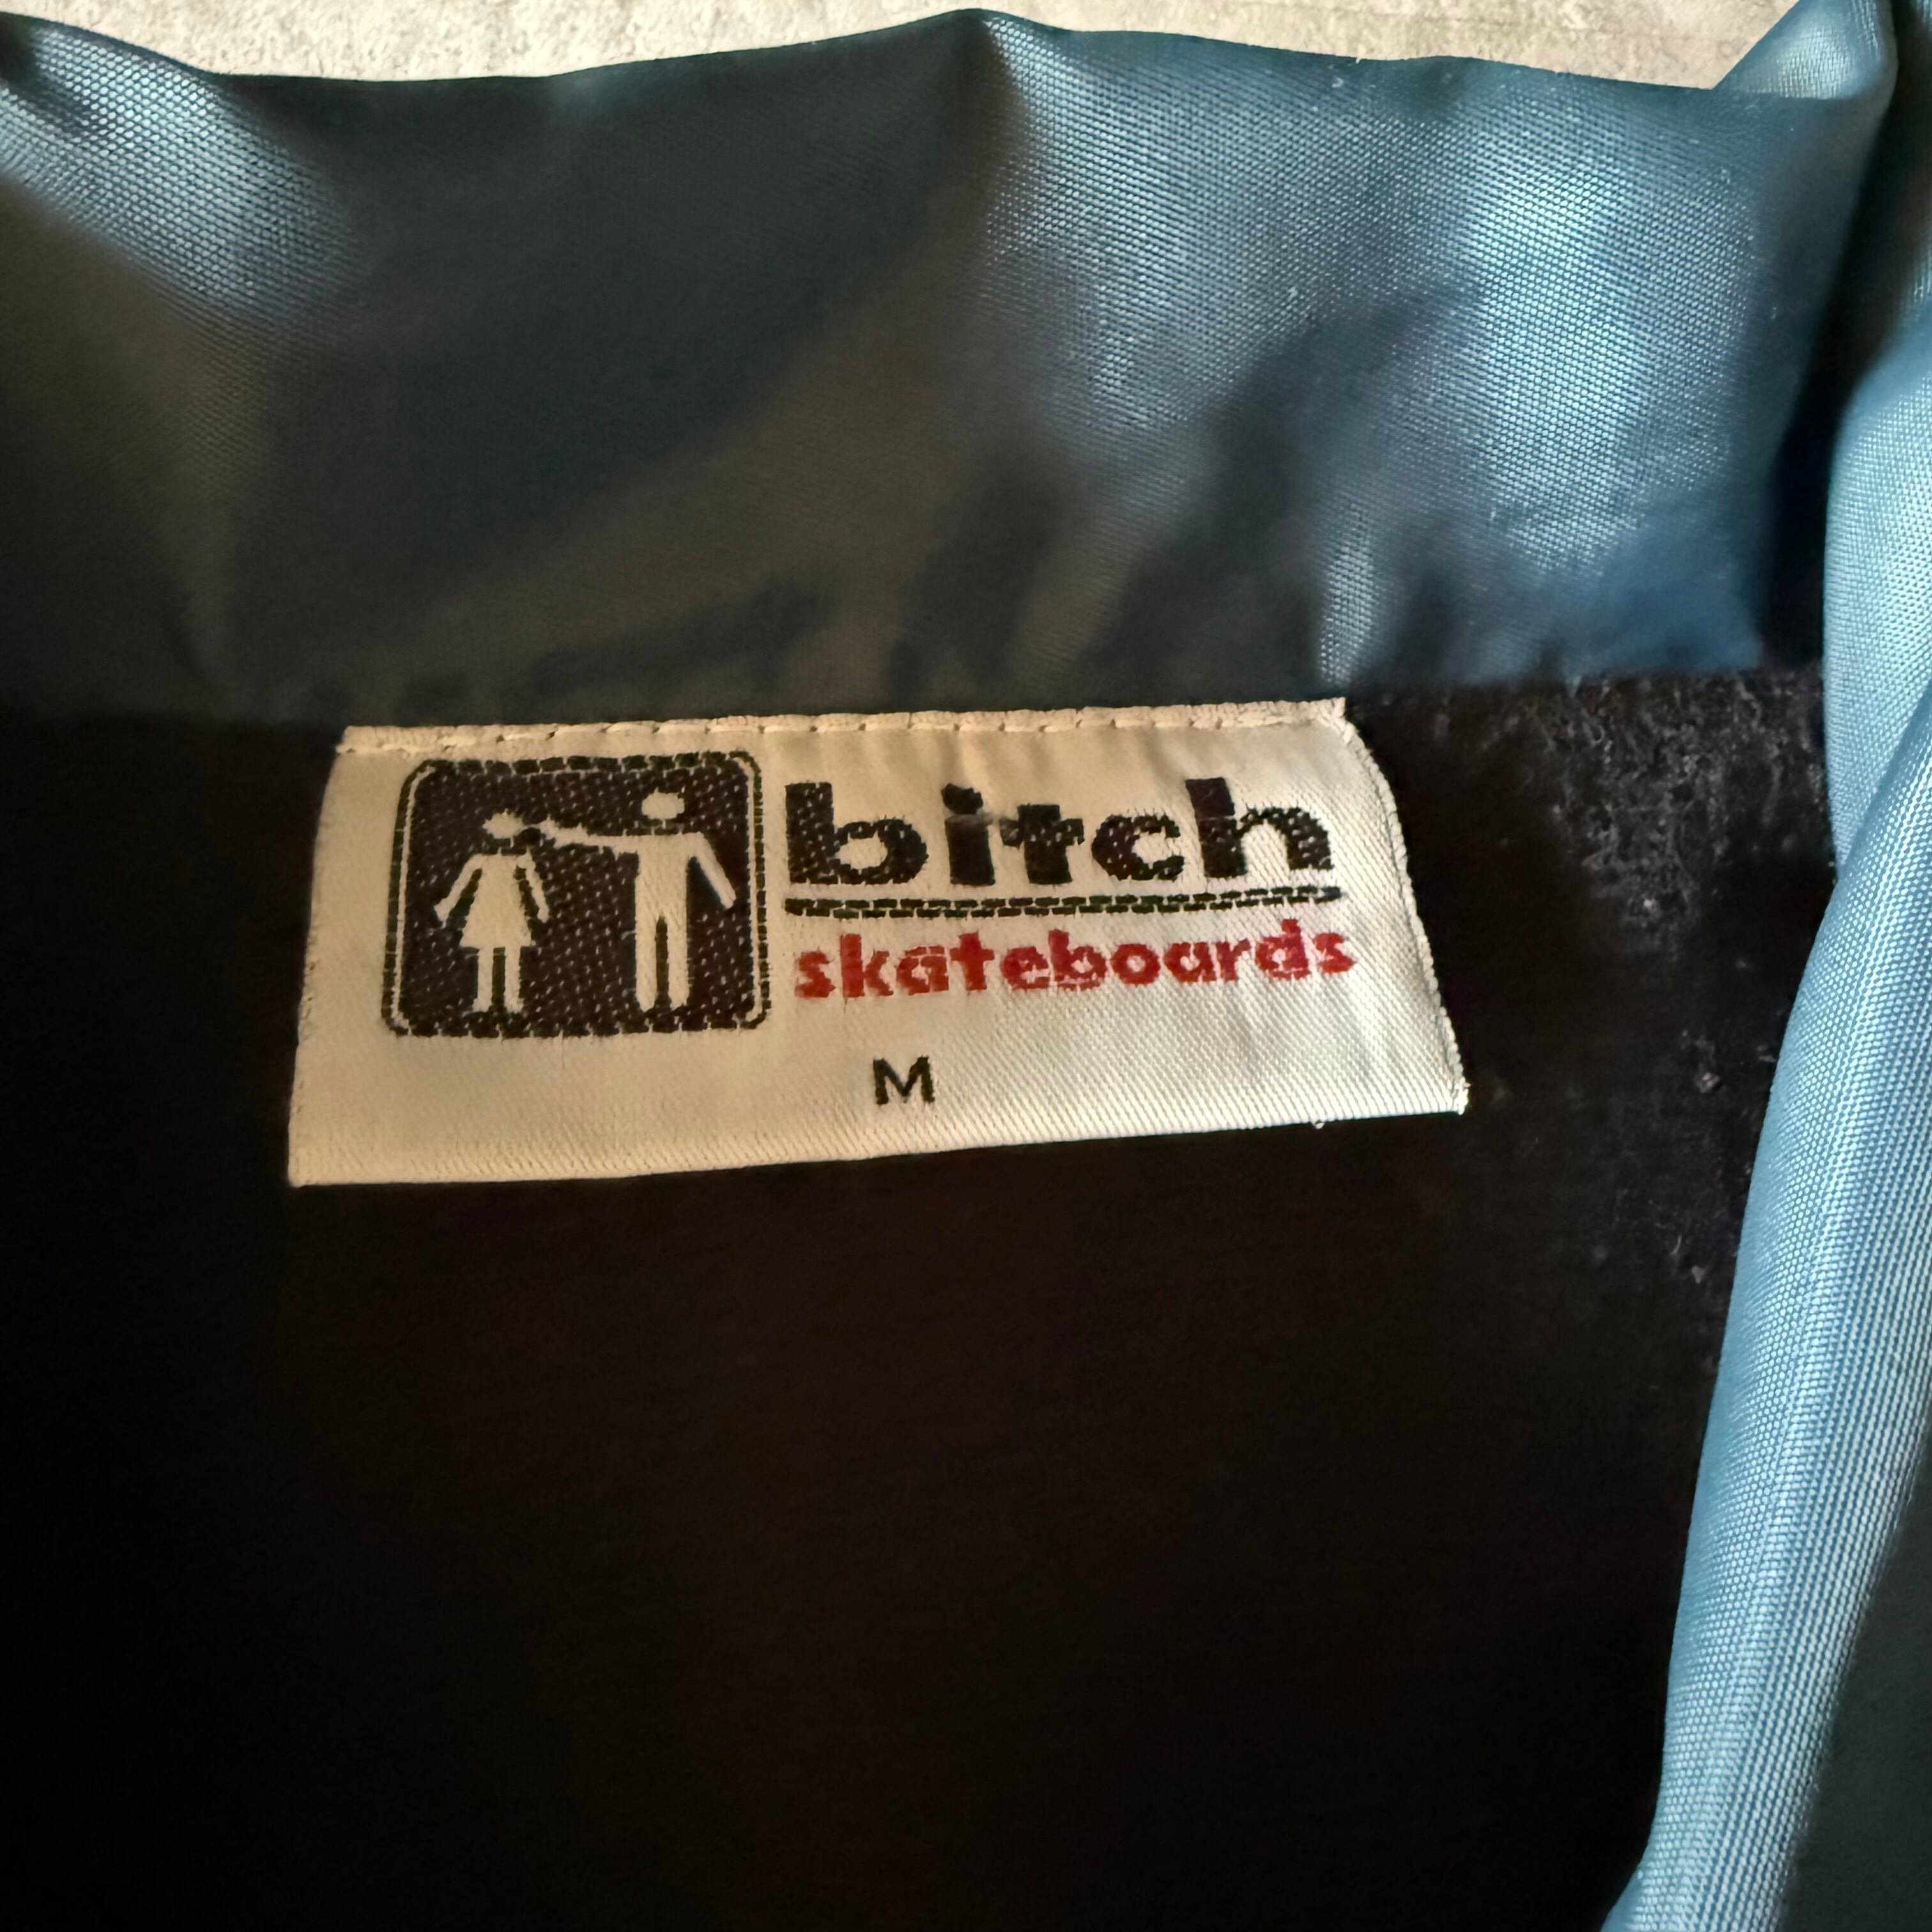 bitch
skateboards
M